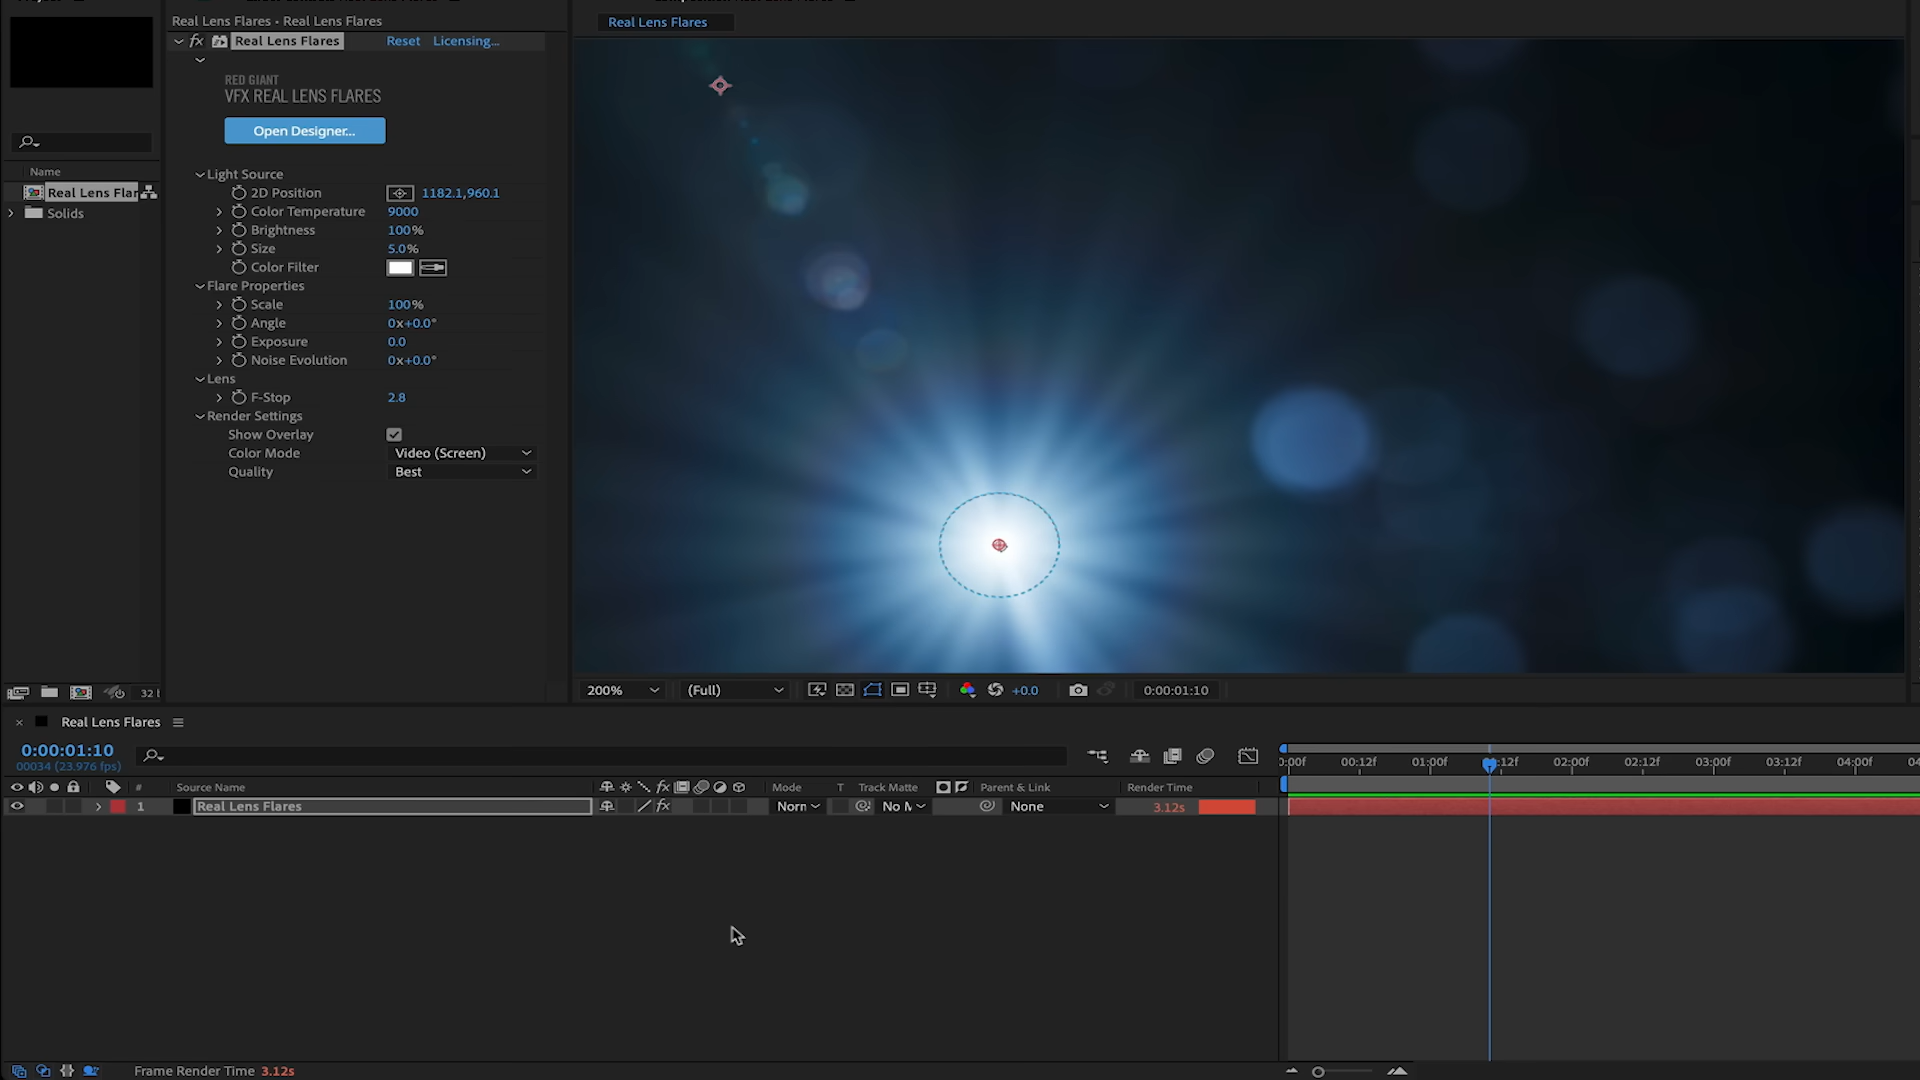 Real Lens Flares • Real Lens Flares
fx Real Lens Flares Reset Licensing...
RED GIANT
VFX REAL LENS FLARES
Open Designer...
Light Source
2D Position 1182.1,960.1
Color Temperature 9000
Brightness 100%
Size 5.0%
Color Filter
Flare Properties
Scale 100%
Angle 0x+0.0°
Exposure 0.0
Noise Evolution 0x+0.0°
Lens
F-Stop 2.8
Render Settings
Show Overlay
Color Mode Video (Screen)
Quality Best
Name
Real Lens Flar
Solids
32 b
Real Lens Flares
200% (Full) +0.0 0:00:01:10
Real Lens Flares
0:00:01:10
00034 (23.976 fps)
# Source Name fx Mode T Track Matte Parent & Link Render Time
1 Real Lens Flares fx Norn No M None 3.12s
:00f 00:12f 01:00f :12f 02:00f 02:12f 03:00f 03:12f 04:00f 04
Frame Render Time 3.12s